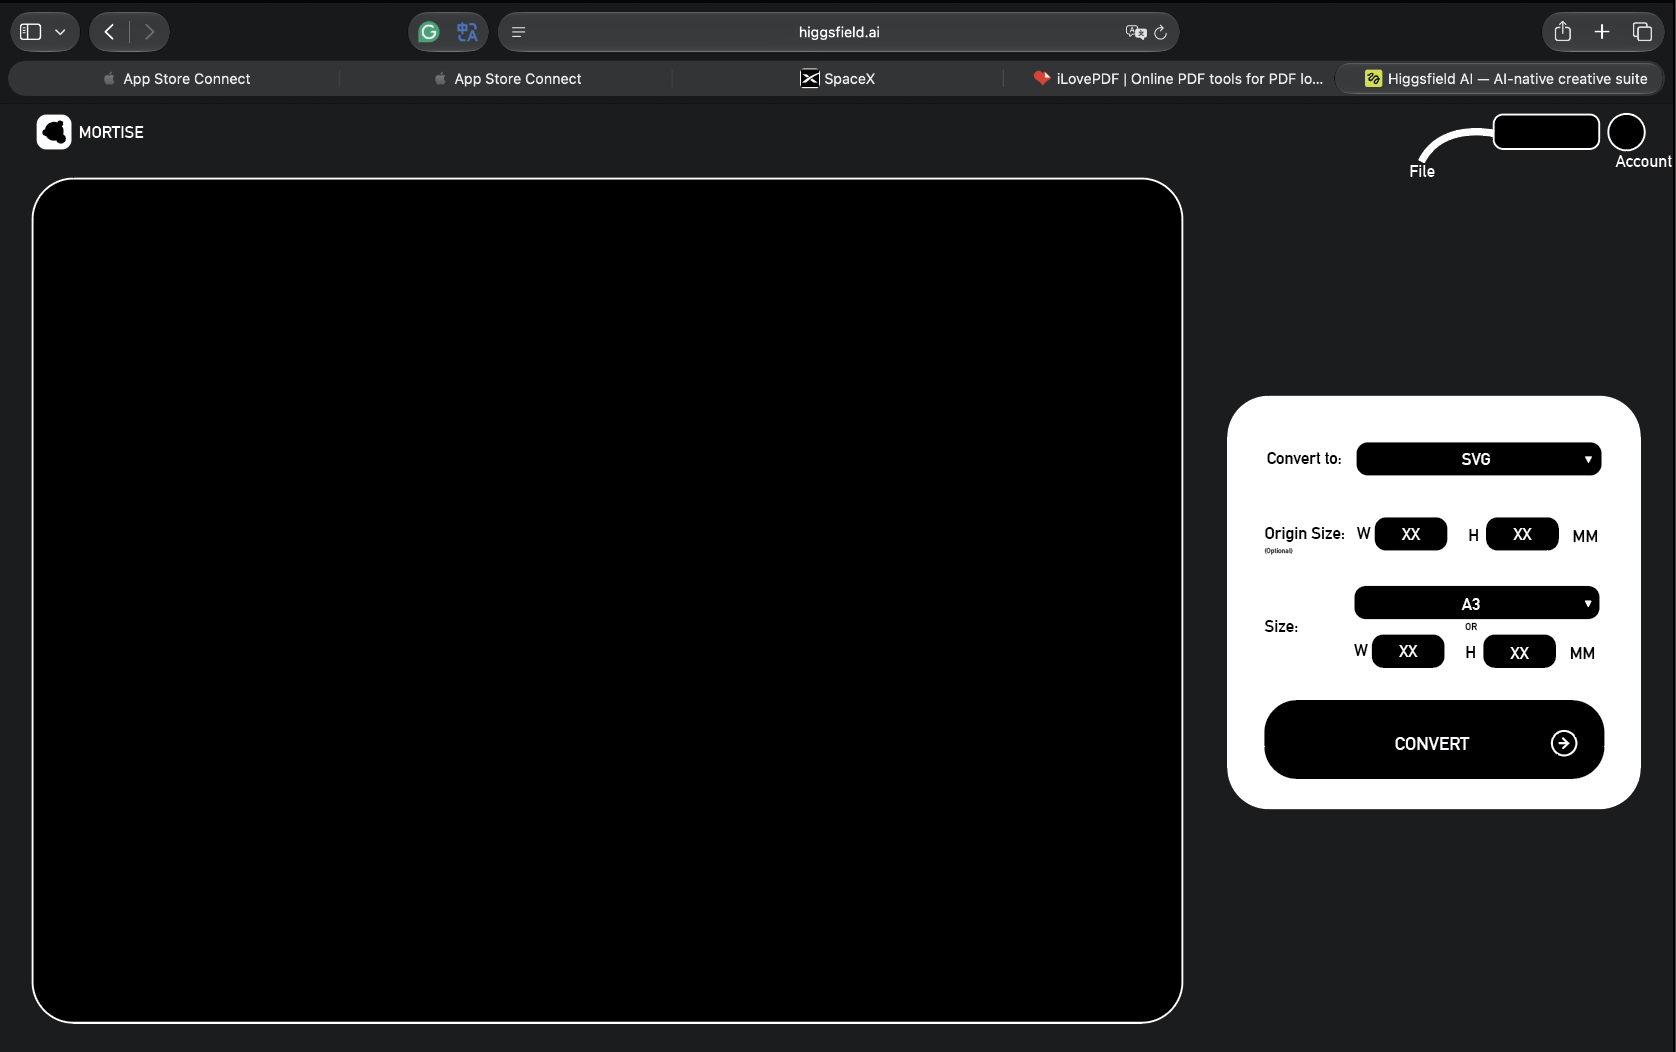 higgsfield.ai
App Store Connect
App Store Connect
SpaceX
iLovePDF | Online PDF tools for PDF lo...
Higgsfield AI — AI-native creative suite
MORTISE
File
Account
Convert to: SVG ▼
Origin Size: W XX H XX MM
(Optional)
A3 ▼
OR
Size:
W XX H XX MM
CONVERT